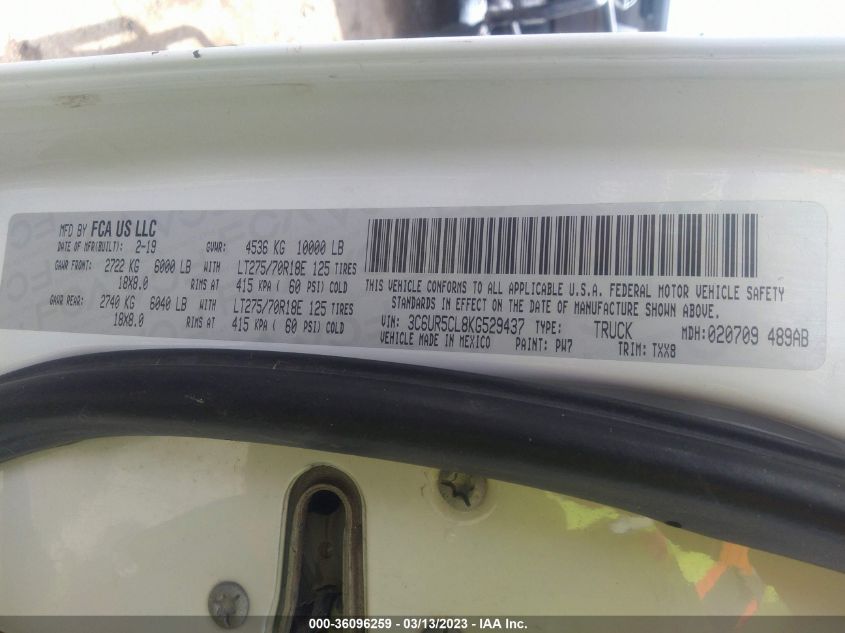 MFD BY FCA US LLC
DATE OF MFR(BUILT): 2-19 GVWR: 4536 KG 10000 LB
GAWR FRONT: 2722 KG 6000 LB WITH LT275/70R18E 125 TIRES
18X8.0 RIMS AT 415 KPA ( 60 PSI) COLD
GAWR REAR: 2740 KG 6040 LB WITH LT275/70R18E 125 TIRES
18X8.0 RIMS AT 415 KPA ( 60 PSI) COLD
THIS VEHICLE CONFORMS TO ALL APPLICABLE U.S.A. FEDERAL MOTOR VEHICLE SAFETY
STANDARDS IN EFFECT ON THE DATE OF MANUFACTURE SHOWN ABOVE.
VIN: 3C6UR5CL8KG529437 TYPE: TRUCK MDH:020709 489AB
VEHICLE MADE IN MEXICO PAINT: PW7 TRIM: TXX8
000-36096259 - 03/13/2023 - IAA Inc.